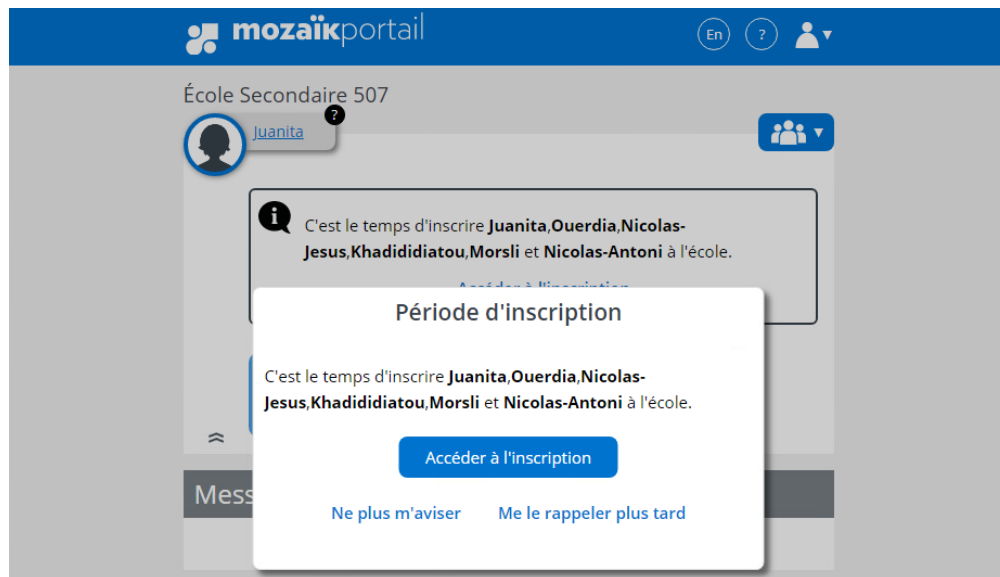 mozaïkportail
En
?
École Secondaire 507
?
Juanita
C'est le temps d'inscrire Juanita,Ouerdia,Nicolas-
Jesus,Khadididiatou,Morsli et Nicolas-Antoni à l'école.
Accéder à l'inscription
Période d'inscription
C'est le temps d'inscrire Juanita,Ouerdia,Nicolas-
Jesus,Khadididiatou,Morsli et Nicolas-Antoni à l'école.
Accéder à l'inscription
Ne plus m'aviser Me le rappeler plus tard
Mess